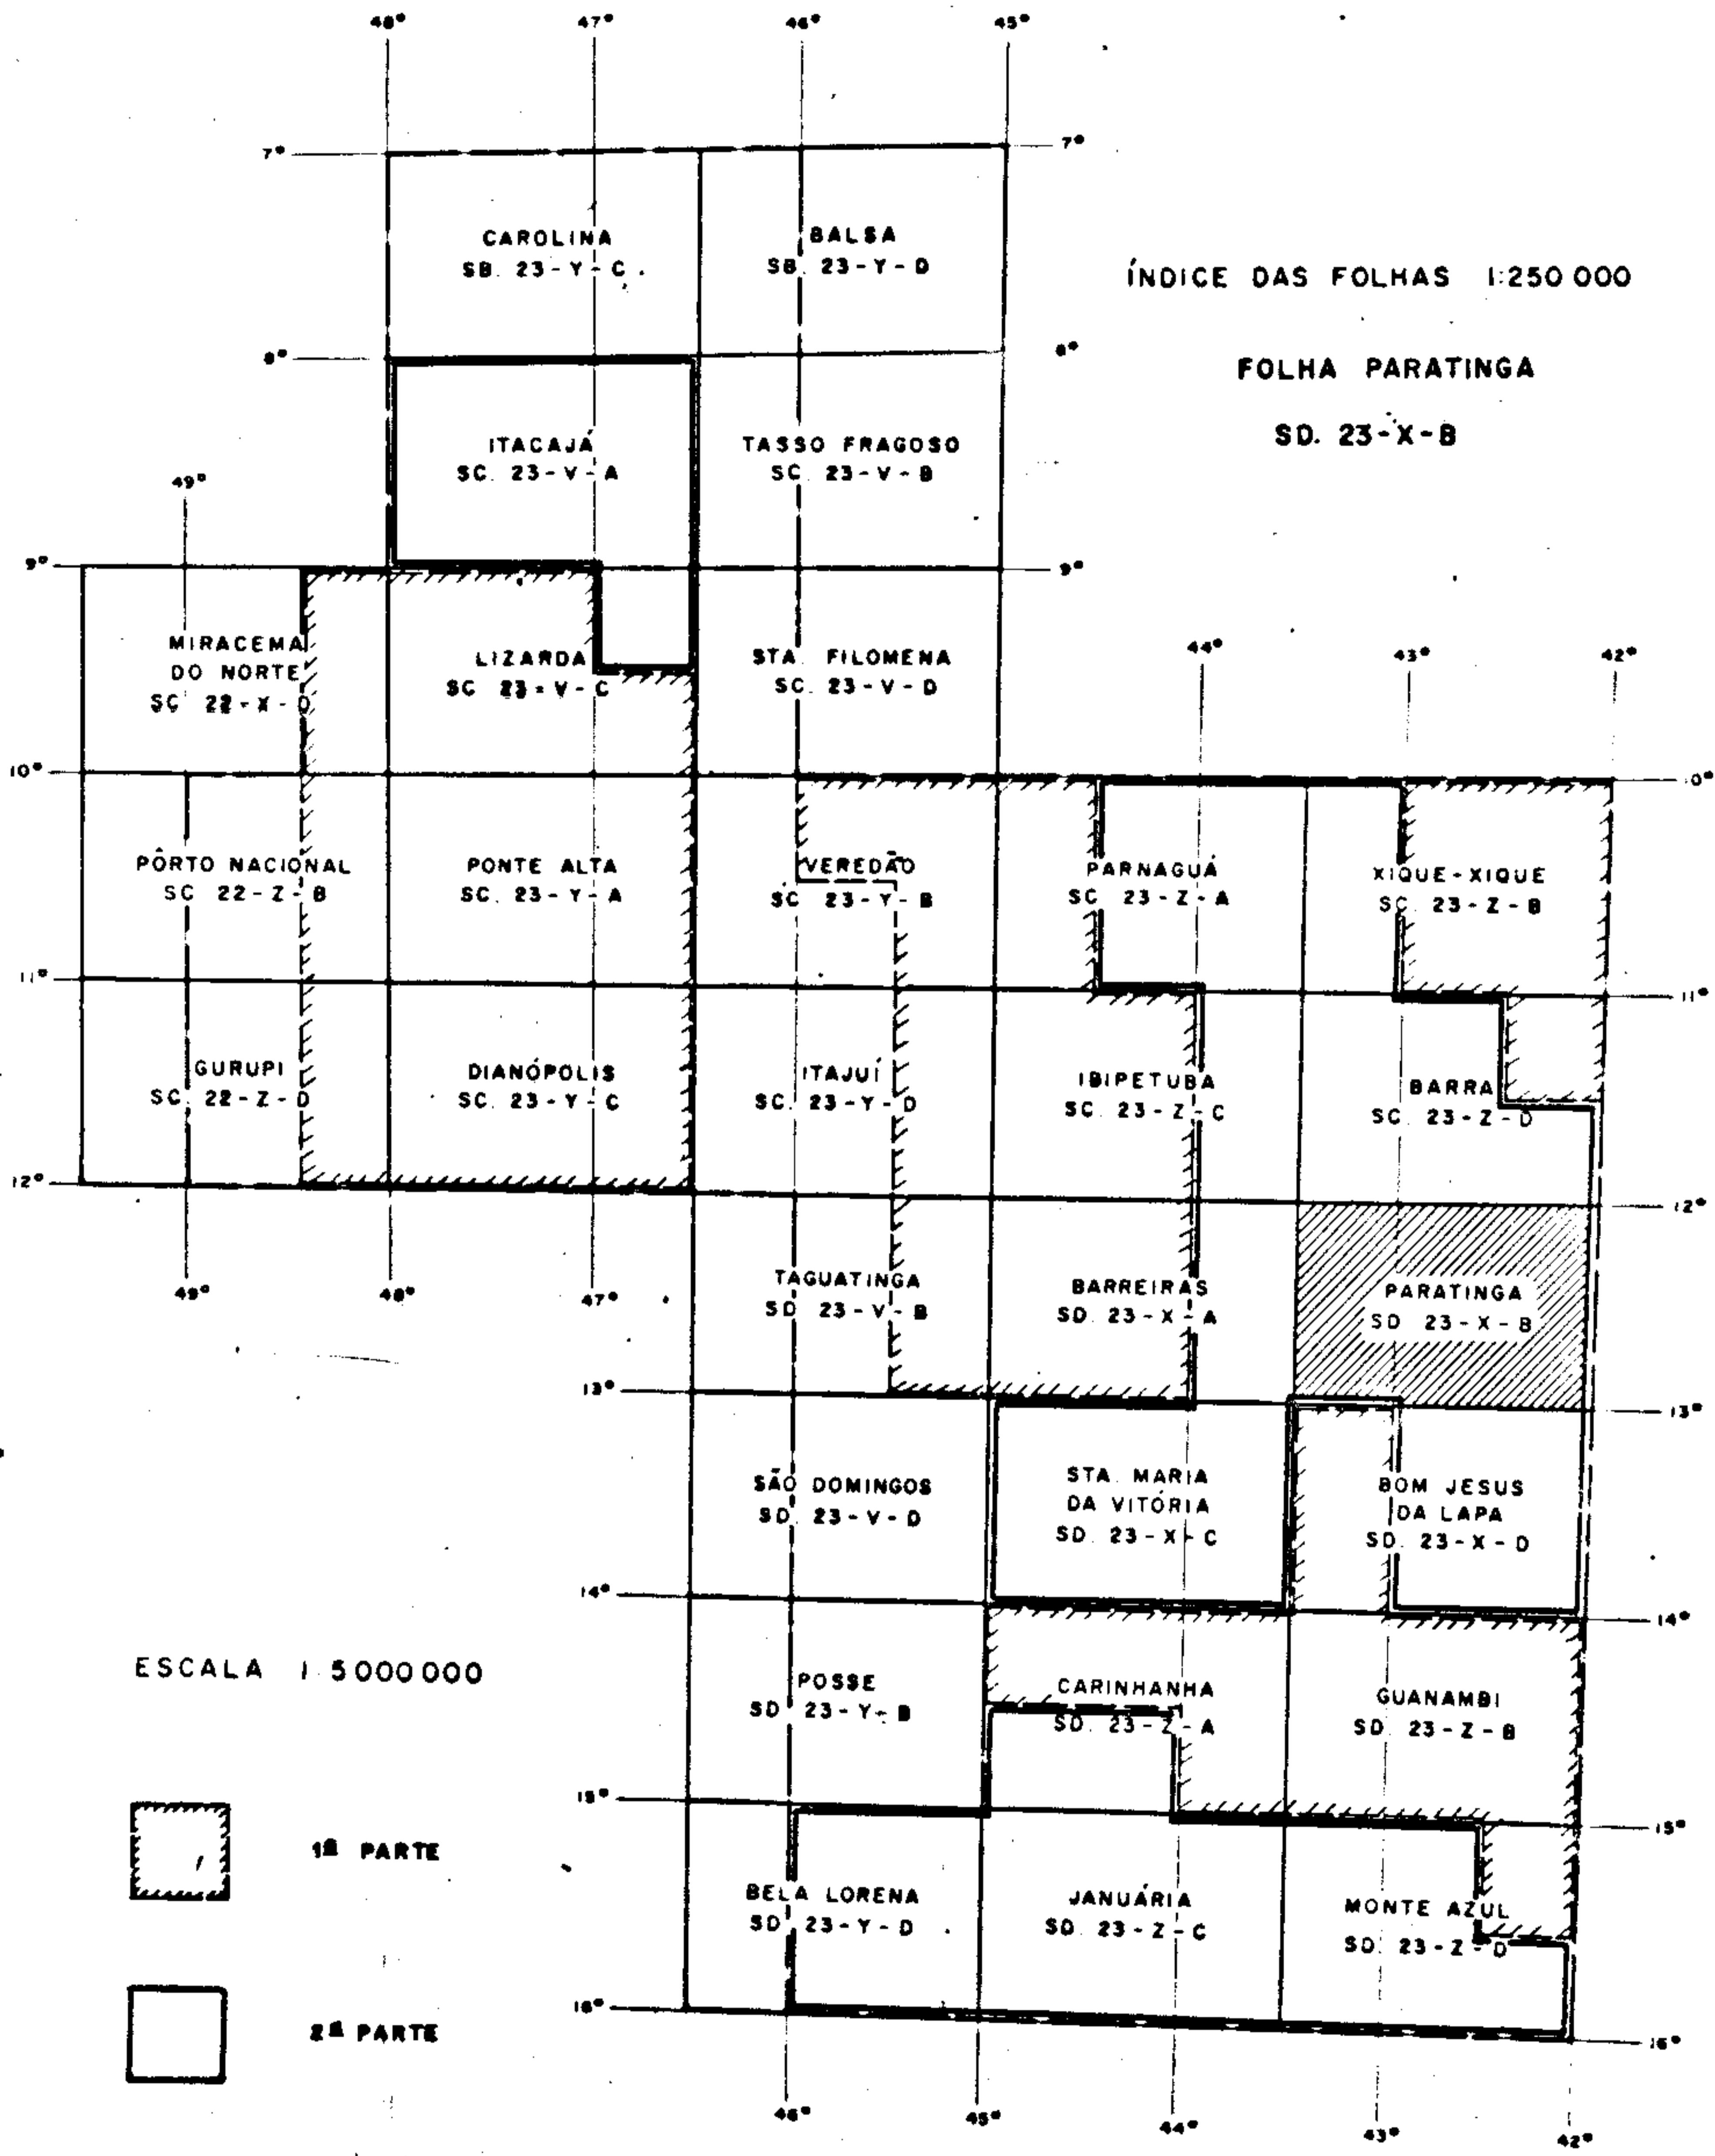 48° 47° 46° 45°
7° 7°
CAROLINA
SB. 23-Y-C.
BALSA
SB. 23-Y-D
ÍNDICE DAS FOLHAS 1:250 000
FOLHA PARATINGA
SD. 23-X-B
8° 8°
ITACAJÁ
SC. 23-V-A
TASSO FRAGOSO
SC. 23-V-B
49°
9° 9°
MIRACEMA
DO NORTE
SC 22-X-D
LIZARDA
SC 23-V-C
STA. FILOMENA
SC. 23-V-D
44° 43° 42°
10° 10°
PÔRTO NACIONAL
SC 22-Z-B
PONTE ALTA
SC. 23-Y-A
VEREDÃO
SC 23-Y-B
PARNAGUÁ
SC 23-Z-A
XIQUE-XIQUE
SC. 23-Z-B
11° 11°
GURUPI
SC. 22-Z-D
DIANÓPOLIS
SC. 23-Y-C
ITAJUÍ
SC. 23-Y-D
IBIPETUBA
SC. 23-Z-C
BARRA
SC. 23-Z-D
12° 12°
49° 48° 47°
TAGUATINGA
SD. 23-V-B
BARREIRAS
SD. 23-X-A
PARATINGA
SD 23-X-B
13° 13°
SÃO DOMINGOS
SD. 23-V-D
STA. MARIA
DA VITÓRIA
SD. 23-X-C
BOM JESUS
DA LAPA
SD. 23-X-D
14° 14°
ESCALA 1:5000000
POSSE
SD 23-Y-B
CARINHANHA
SD. 23-Z-A
GUANAMBI
SD. 23-Z-B
15° 15°
1ª PARTE
BELA LORENA
SD. 23-Y-D
JANUÁRIA
SD. 23-Z-C
MONTE AZUL
SD. 23-Z-D
2ª PARTE
16° 16°
46° 45° 44° 43° 42°